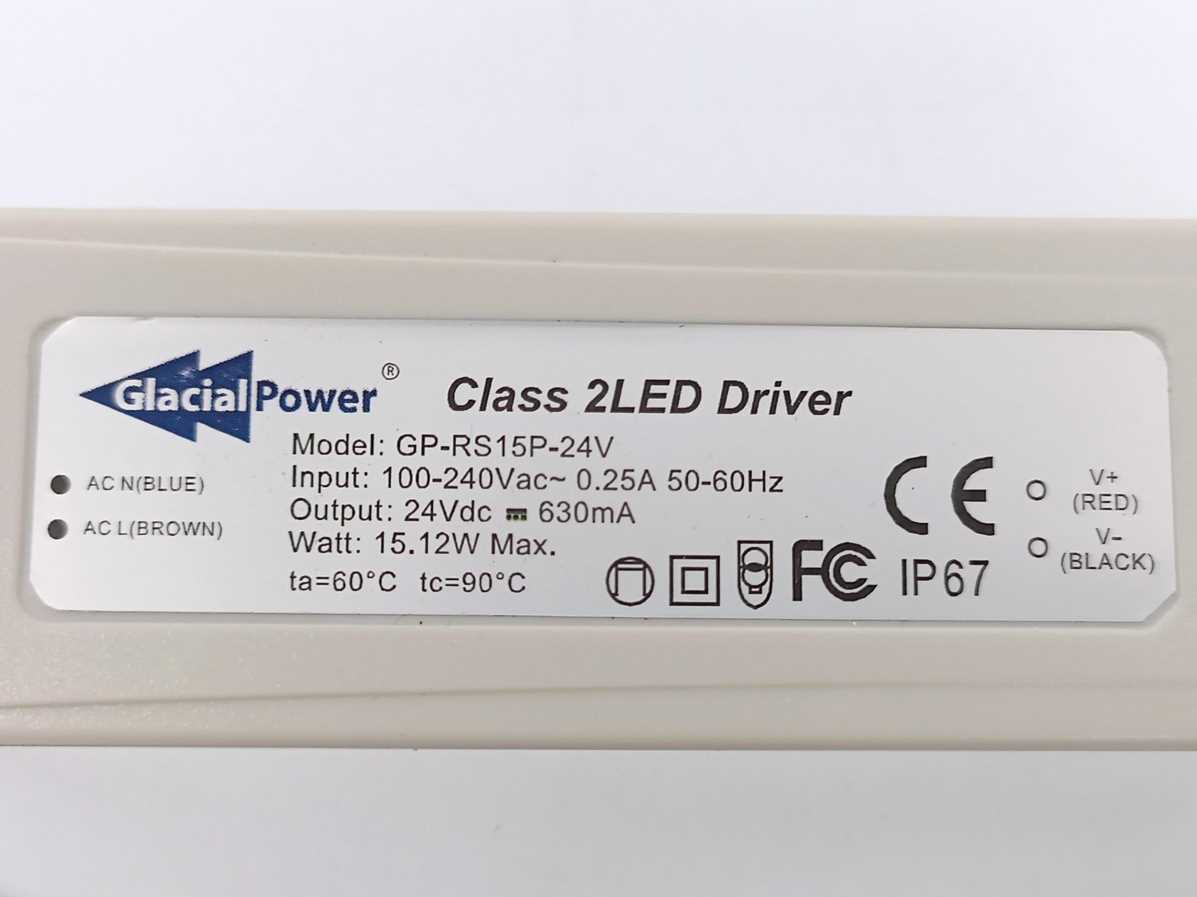 GlacialPower® Class 2LED Driver
Model: GP-RS15P-24V
Input: 100-240Vac~ 0.25A 50-60Hz
Output: 24Vdc ⎓ 630mA
Watt: 15.12W Max.
ta=60°C tc=90°C
AC N(BLUE)
AC L(BROWN)
CE
FC
IP67
V+
(RED)
V-
(BLACK)